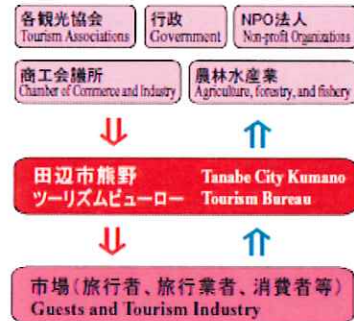 各観光協会
Tourism Associations
行政
Government
NPO法人
Non-profit Organizations
商工会議所
Chamber of Commerce and Industry
農林水産業
Agriculture, forestry, and fishery
田辺市熊野 Tanabe City Kumano
ツーリズムビューロー Tourism Bureau
市場(旅行者、旅行業者、消費者等)
Guests and Tourism Industry